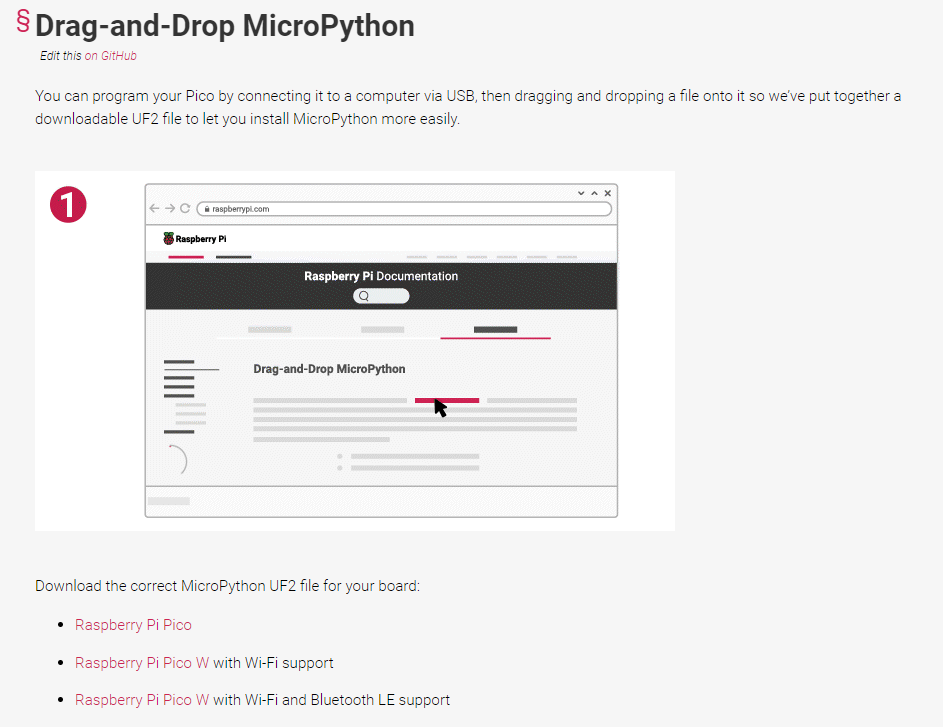 § Drag-and-Drop MicroPython
Edit this on GitHub
You can program your Pico by connecting it to a computer via USB, then dragging and dropping a file onto it so we’ve put together a
downloadable UF2 file to let you install MicroPython more easily.
1
raspberrypi.com
Raspberry Pi
Raspberry Pi Documentation
Drag-and-Drop MicroPython
Download the correct MicroPython UF2 file for your board:
• Raspberry Pi Pico
• Raspberry Pi Pico W with Wi-Fi support
• Raspberry Pi Pico W with Wi-Fi and Bluetooth LE support